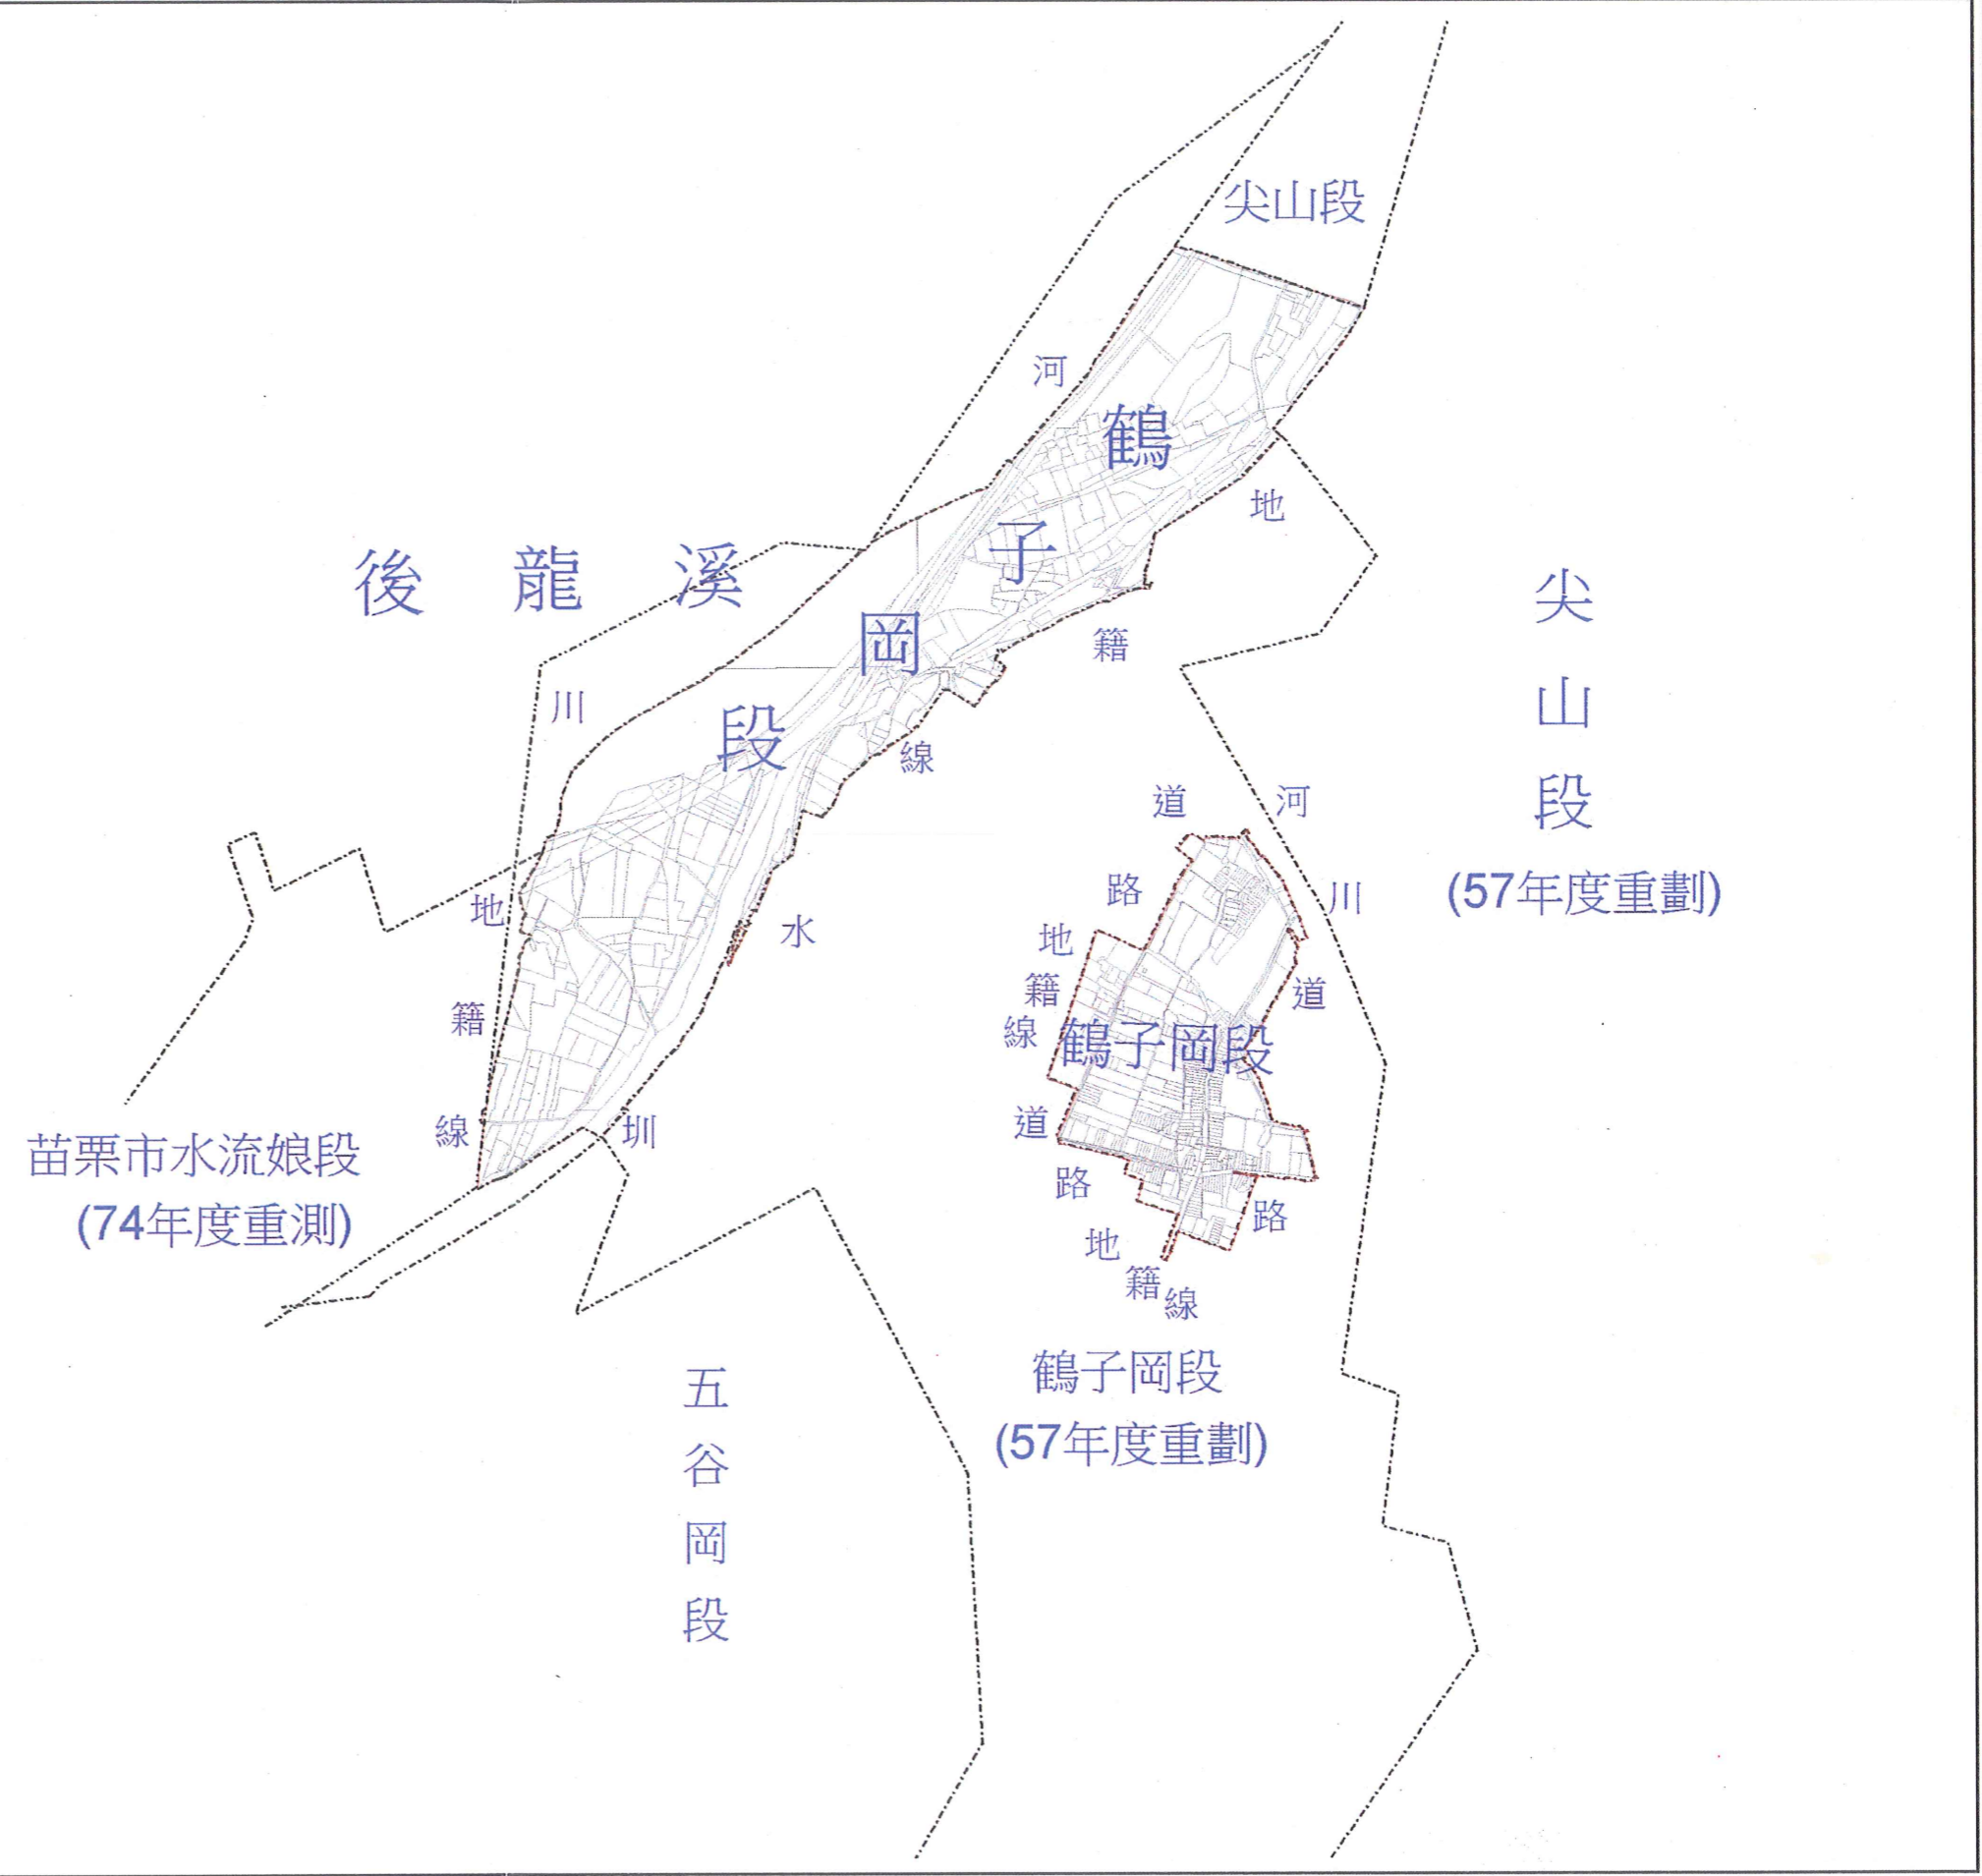 尖山段
鶴子岡段
後龍溪
河川
地籍線
地籍線
水圳
尖山段
(57年度重劃)
道路
河川
地籍線
鶴子岡段
道路
道路
地籍線
苗栗市水流娘段
(74年度重測)
鶴子岡段
(57年度重劃)
五谷岡段